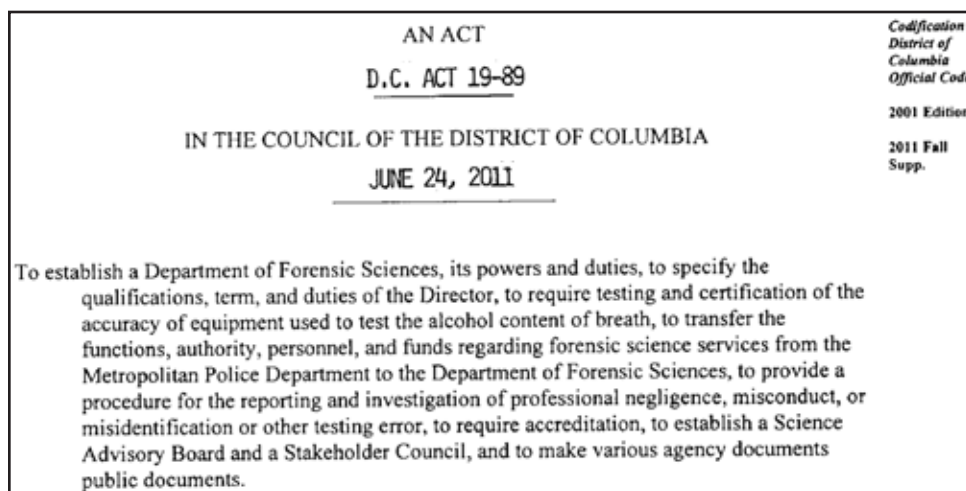 AN ACT
D.C. ACT 19-89
IN THE COUNCIL OF THE DISTRICT OF COLUMBIA
JUNE 24, 2011
Codification
District of
Columbia
Official Code
2001 Edition
2011 Fall
Supp.
To establish a Department of Forensic Sciences, its powers and duties, to specify the
qualifications, term, and duties of the Director, to require testing and certification of the
accuracy of equipment used to test the alcohol content of breath, to transfer the
functions, authority, personnel, and funds regarding forensic science services from the
Metropolitan Police Department to the Department of Forensic Sciences, to provide a
procedure for the reporting and investigation of professional negligence, misconduct, or
misidentification or other testing error, to require accreditation, to establish a Science
Advisory Board and a Stakeholder Council, and to make various agency documents
public documents.